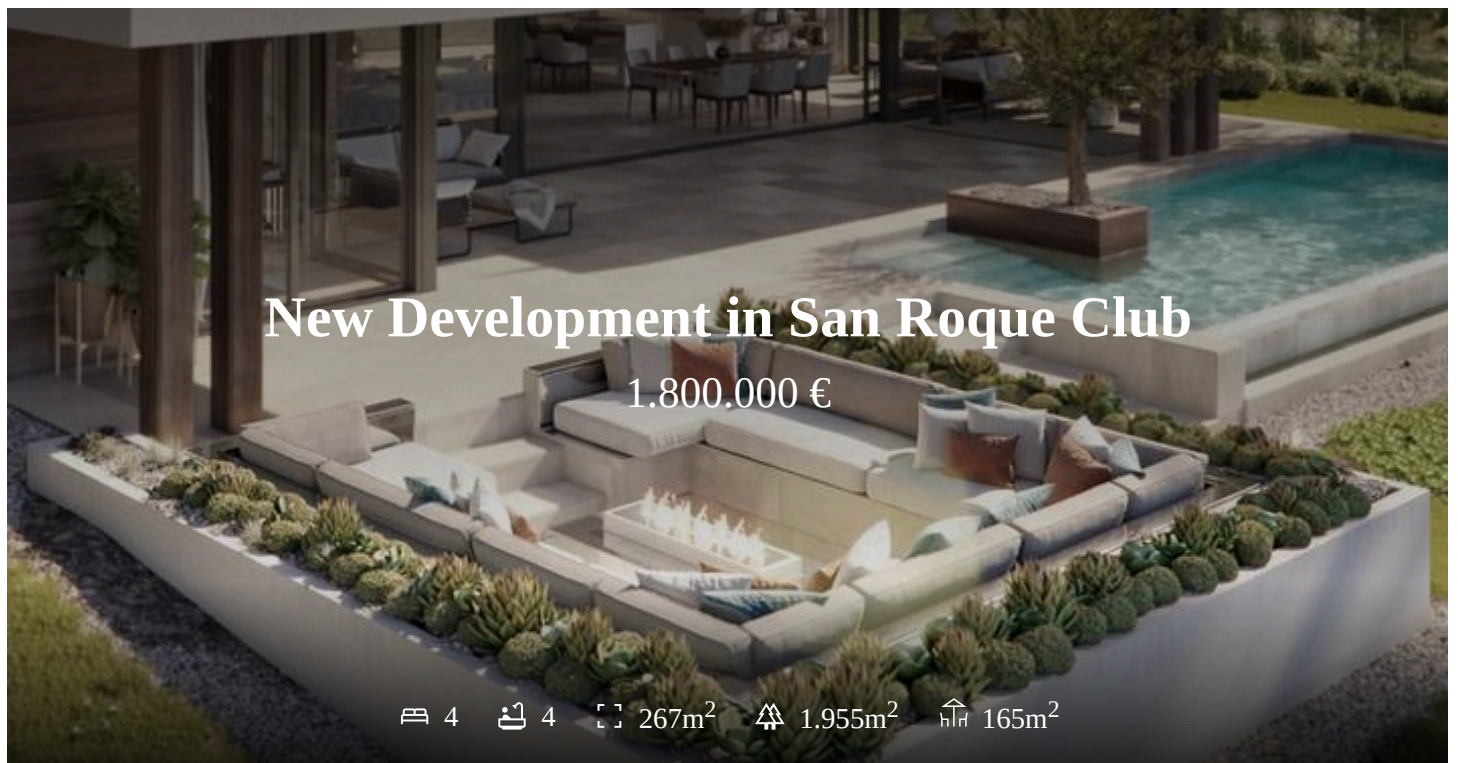 New Development in San Roque Club
1.800.000 €
4 4 267m² 1.955m² 165m²